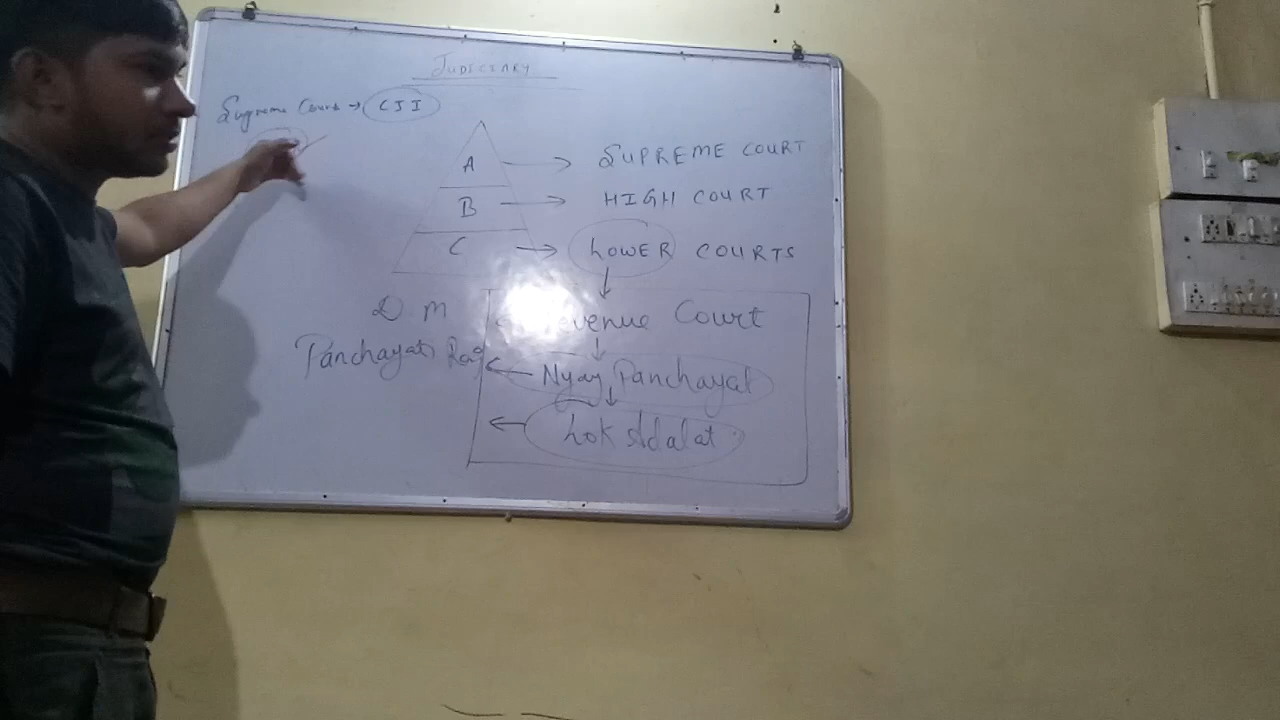 JUDICIARY
Supreme Court → CJI
A → SUPREME COURT
B → HIGH COURT
C → LOWER COURTS
D M
Revenue Court
Panchayati Raj ← Nyay Panchayat
← Lok Adalat